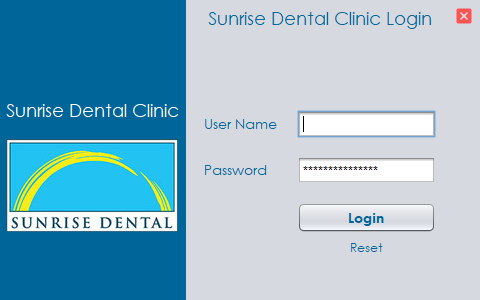 Sunrise Dental Clinic Login
Sunrise Dental Clinic
SUNRISE DENTAL
User Name
Password
***************
Login
Reset